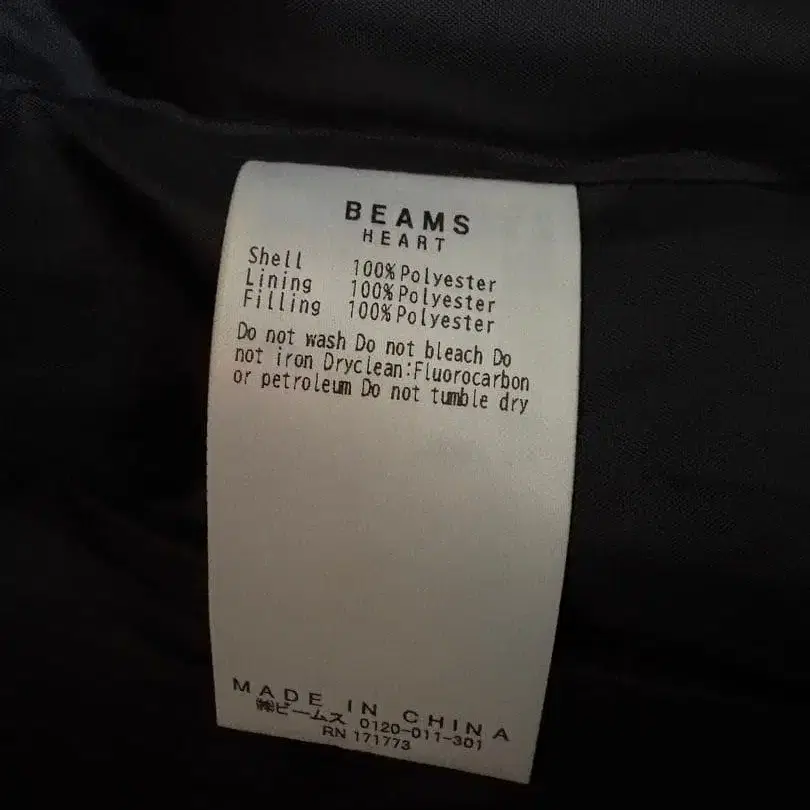 BEAMS
HEART
Shell 100%Polyester
Lining 100%Polyester
Filling 100%Polyester
Do not wash Do not bleach Do
not iron Dryclean:Fluorocarbon
or petroleum Do not tumble dry
MADE IN CHINA
㈱ビームス 0120-011-301
RN 171773